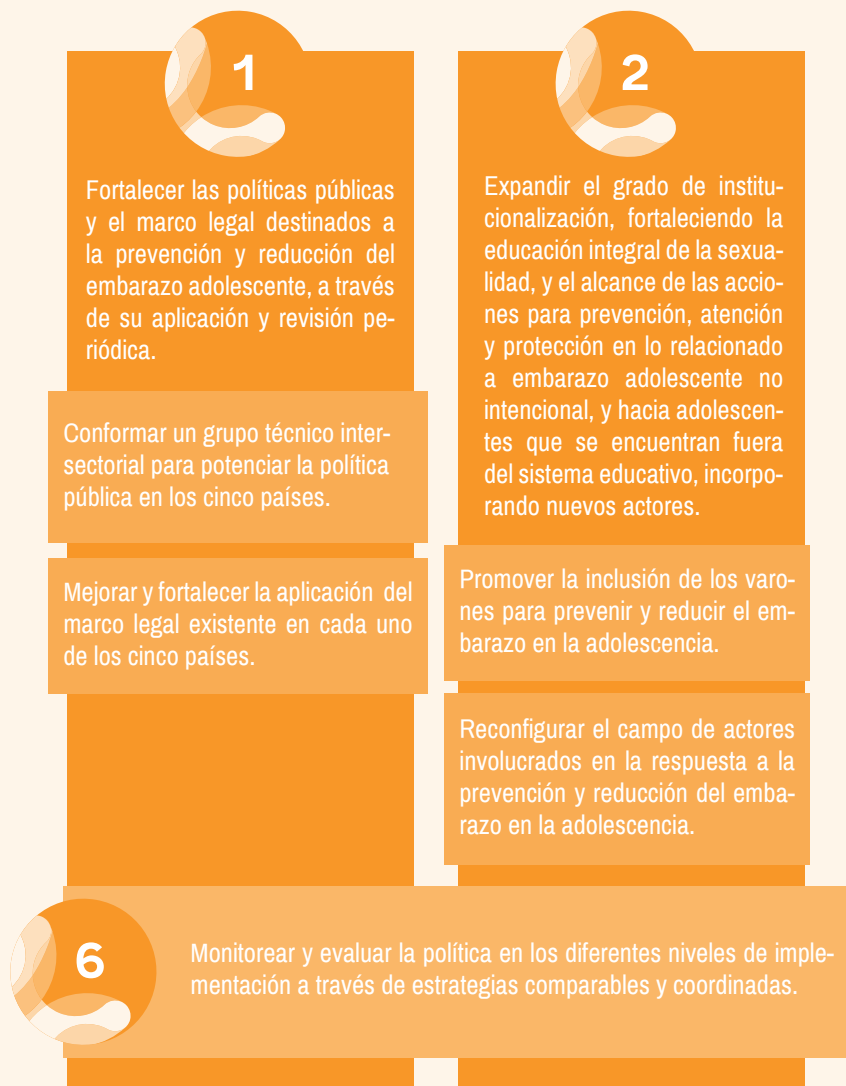 1
Fortalecer las políticas públicas
y el marco legal destinados a
la prevención y reducción del
embarazo adolescente, a través
de su aplicación y revisión pe-
riódica.
Conformar un grupo técnico inter-
sectorial para potenciar la política
pública en los cinco países.
Mejorar y fortalecer la aplicación del
marco legal existente en cada uno
de los cinco países.
2
Expandir el grado de institu-
cionalización, fortaleciendo la
educación integral de la sexua-
lidad, y el alcance de las accio-
nes para prevención, atención
y protección en lo relacionado
a embarazo adolescente no
intencional, y hacia adolescen-
tes que se encuentran fuera
del sistema educativo, incorpo-
rando nuevos actores.
Promover la inclusión de los varo-
nes para prevenir y reducir el em-
barazo en la adolescencia.
Reconfigurar el campo de actores
involucrados en la respuesta a la
prevención y reducción del emba-
razo en la adolescencia.
6
Monitorear y evaluar la política en los diferentes niveles de imple-
mentación a través de estrategias comparables y coordinadas.